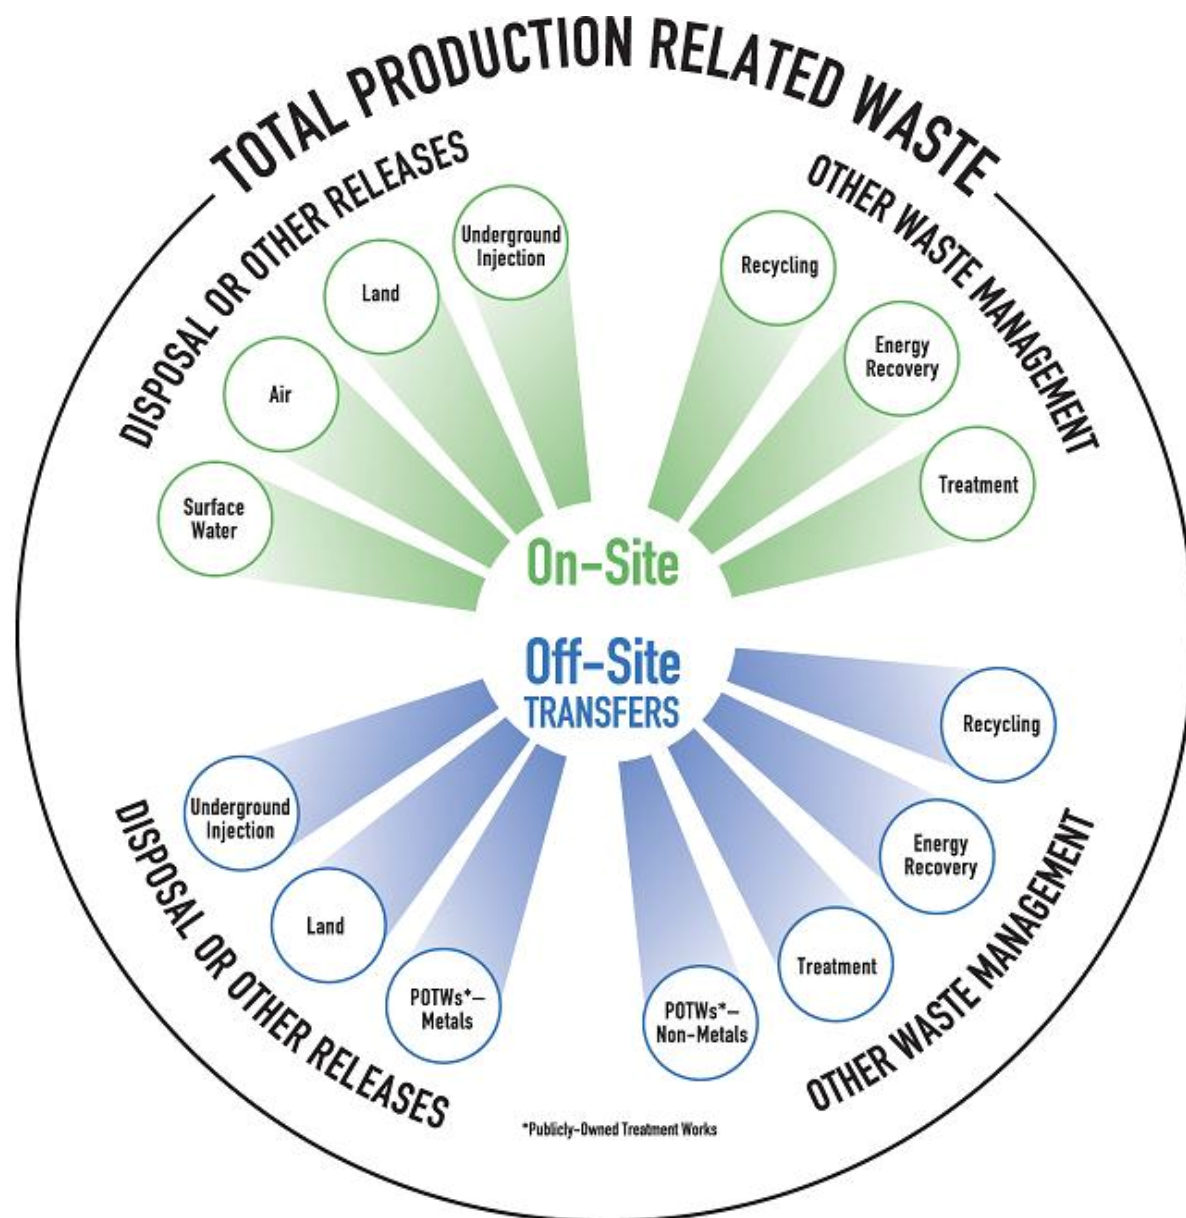 TOTAL PRODUCTION RELATED WASTE
DISPOSAL OR OTHER RELEASES
Underground
Injection
Land
Air
Surface
Water
OTHER WASTE MANAGEMENT
Recycling
Energy
Recovery
Treatment
On-Site
Off-Site
TRANSFERS
Underground
Injection
Land
POTWs*–
Metals
DISPOSAL OR OTHER RELEASES
Recycling
Energy
Recovery
Treatment
POTWs*–
Non-Metals
OTHER WASTE MANAGEMENT
*Publicly-Owned Treatment Works